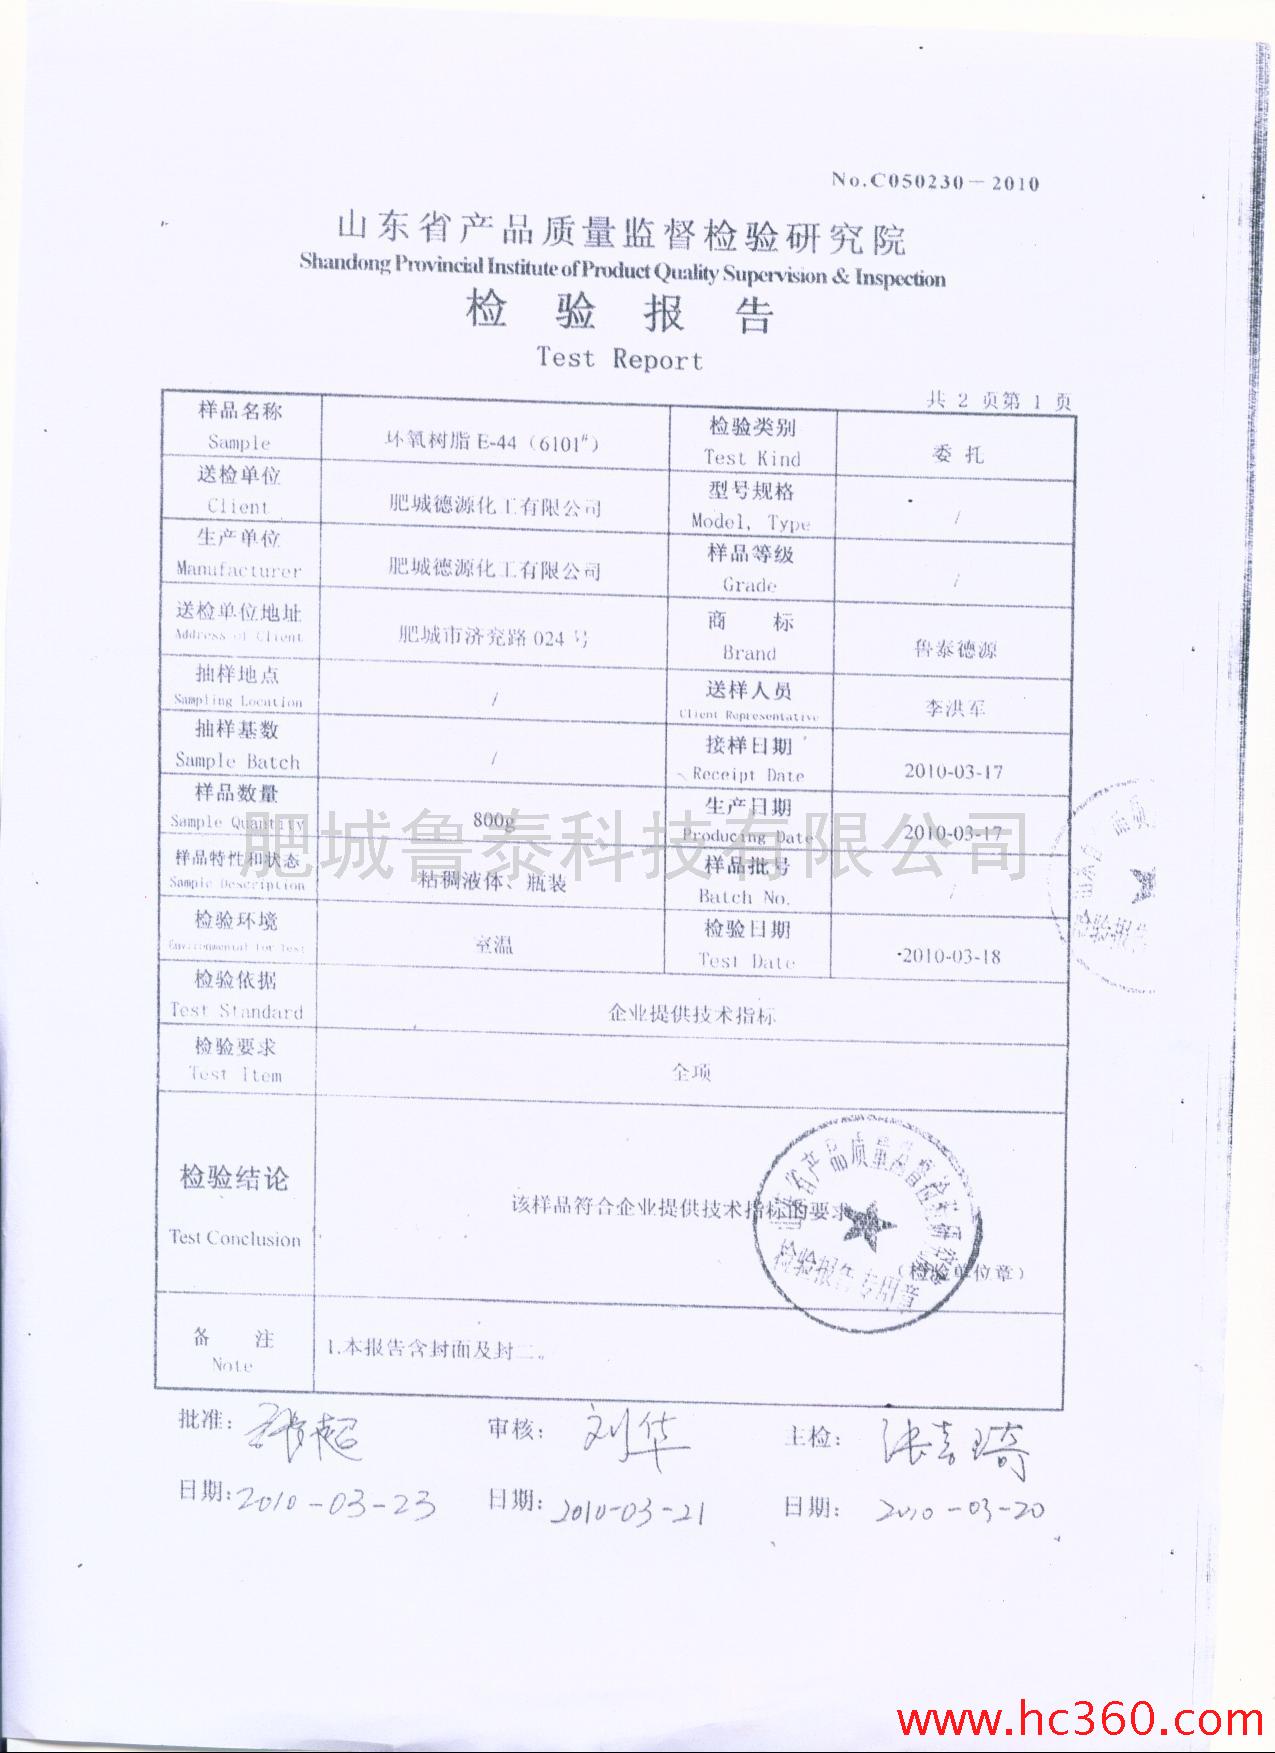 No.C050230-2010
山东省产品质量监督检验研究院
Shandong Provincial Institute of Product Quality Supervision & Inspection
检 验 报 告
Test Report
共 2 页第 1 页
样品名称
Sample
环氧树脂 E-44（6101#）
检验类别
Test Kind
委 托
送检单位
Client
肥城德源化工有限公司
型号规格
Model, Type
/
生产单位
Manufacturer
肥城德源化工有限公司
样品等级
Grade
/
送检单位地址
Address of Client
肥城市济兖路 024 号
商 标
Brand
鲁泰德源
抽样地点
Sampling Location
/
送样人员
Client Representative
李洪军
抽样基数
Sample Batch
/
接样日期
Receipt Date
2010-03-17
样品数量
Sample Quantity
800g
生产日期
Producing Date
2010-03-17
肥城鲁泰科技有限公司
样品特性和状态
Sample Description
粘稠液体、瓶装
样品批号
Batch No.
/
检验环境
Environmental for Test
室温
检验日期
Test Date
2010-03-18
检验依据
Test Standard
企业提供技术指标
检验要求
Test Item
全项
检验结论
Test Conclusion
该样品符合企业提供技术指标的要求
（检验单位章）
山东省产品质量监督检验研究院
检验报告专用章
品质
检验报告
备 注
Note
1.本报告含封面及封二。
批准：
审核：刘华
主检：张吉琦
日期：2010-03-23
日期：2010-03-21
日期：2010-03-20
www.hc360.com